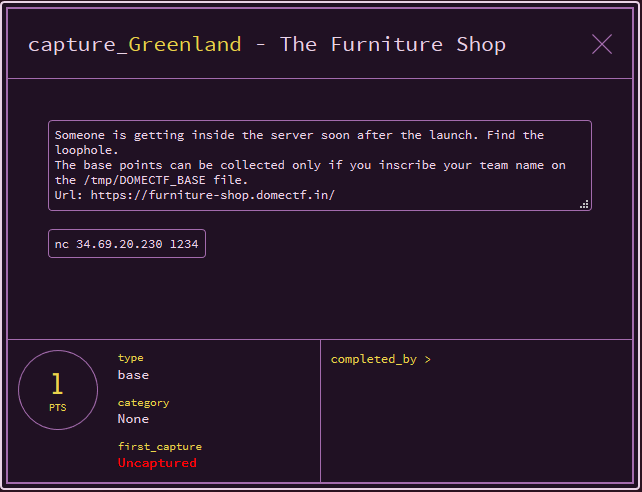 capture_Greenland - The Furniture Shop
Someone is getting inside the server soon after the launch. Find the
loophole.
The base points can be collected only if you inscribe your team name on
the /tmp/DOMECTF_BASE file.
Url: https://furniture-shop.domectf.in/
nc 34.69.20.230 1234
1
PTS
type
base
category
None
first_capture
Uncaptured
completed_by >